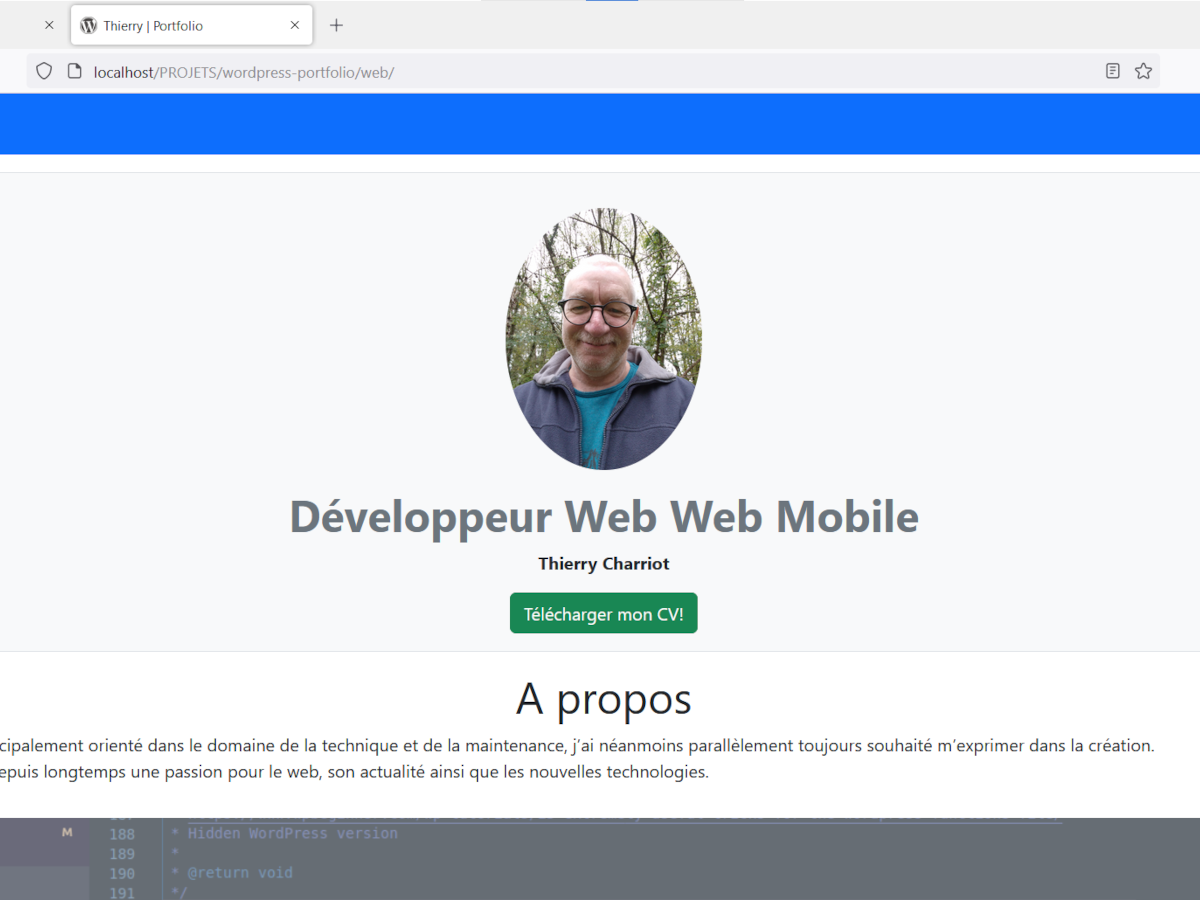 Thierry | Portfolio
localhost/PROJETS/wordpress-portfolio/web/
Développeur Web Web Mobile
Thierry Charriot
Télécharger mon CV!
A propos
cipalement orienté dans le domaine de la technique et de la maintenance, j’ai néanmoins parallèlement toujours souhaité m’exprimer dans la création.
epuis longtemps une passion pour le web, son actualité ainsi que les nouvelles technologies.
M 188 * Hidden WordPress version
189 *
190 * @return void
191 */